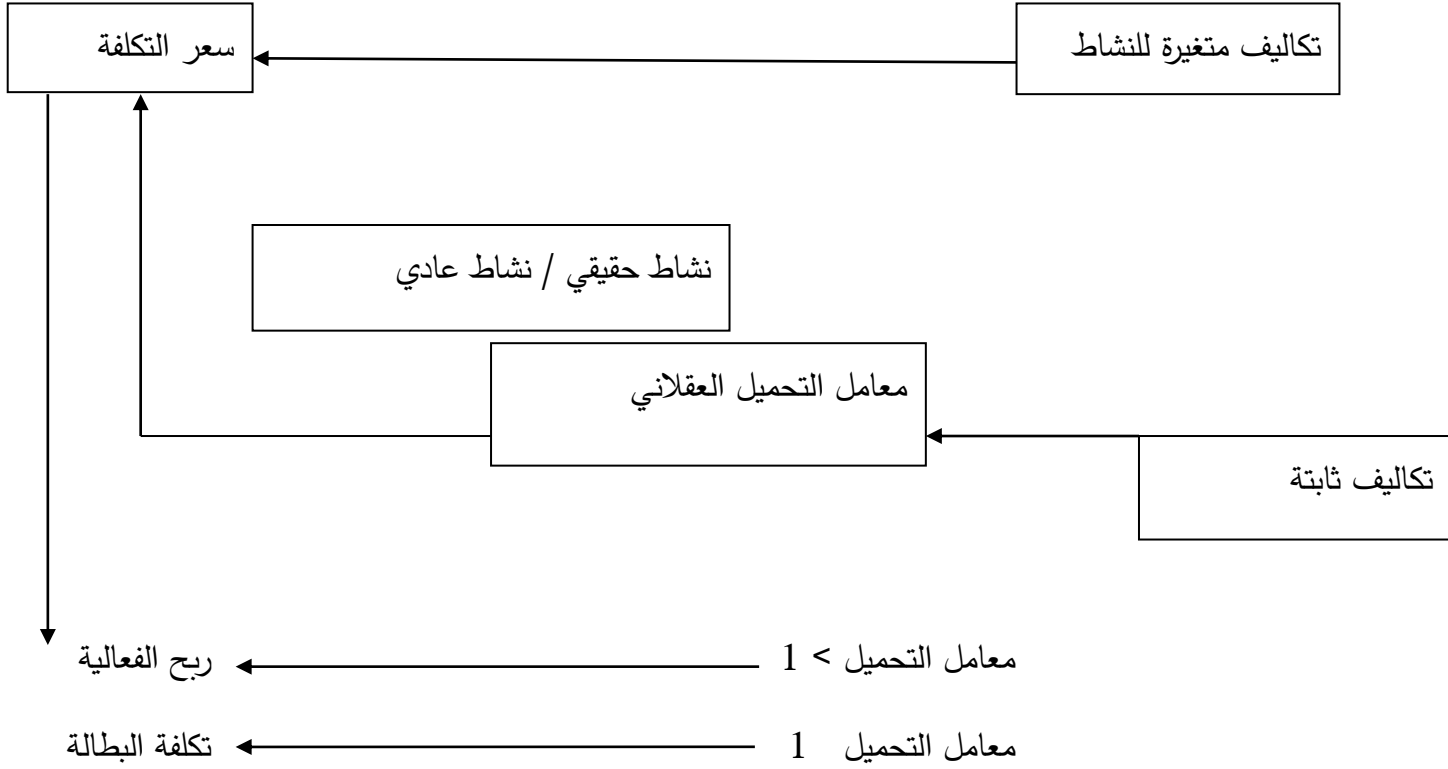 تكاليف متغيرة للنشاط
سعر التكلفة
نشاط حقيقي / نشاط عادي
معامل التحميل العقلاني
تكاليف ثابتة
معامل التحميل > 1
ربح الفعالية
معامل التحميل 1
تكلفة البطالة